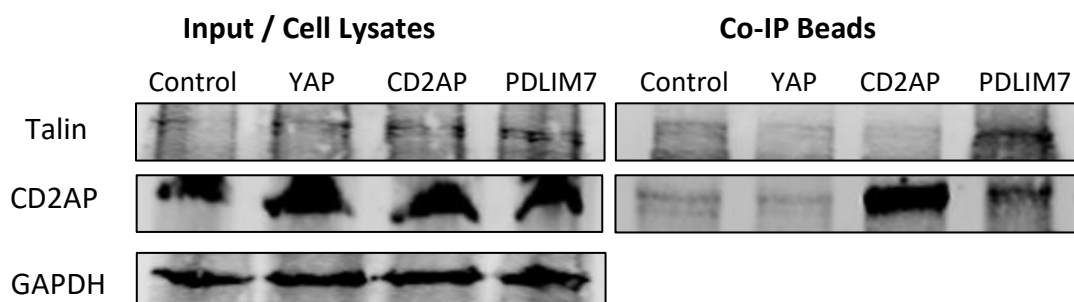 Input / Cell Lysates Co-IP Beads
Control YAP CD2AP PDLIM7 Control YAP CD2AP PDLIM7
Talin
CD2AP
GAPDH